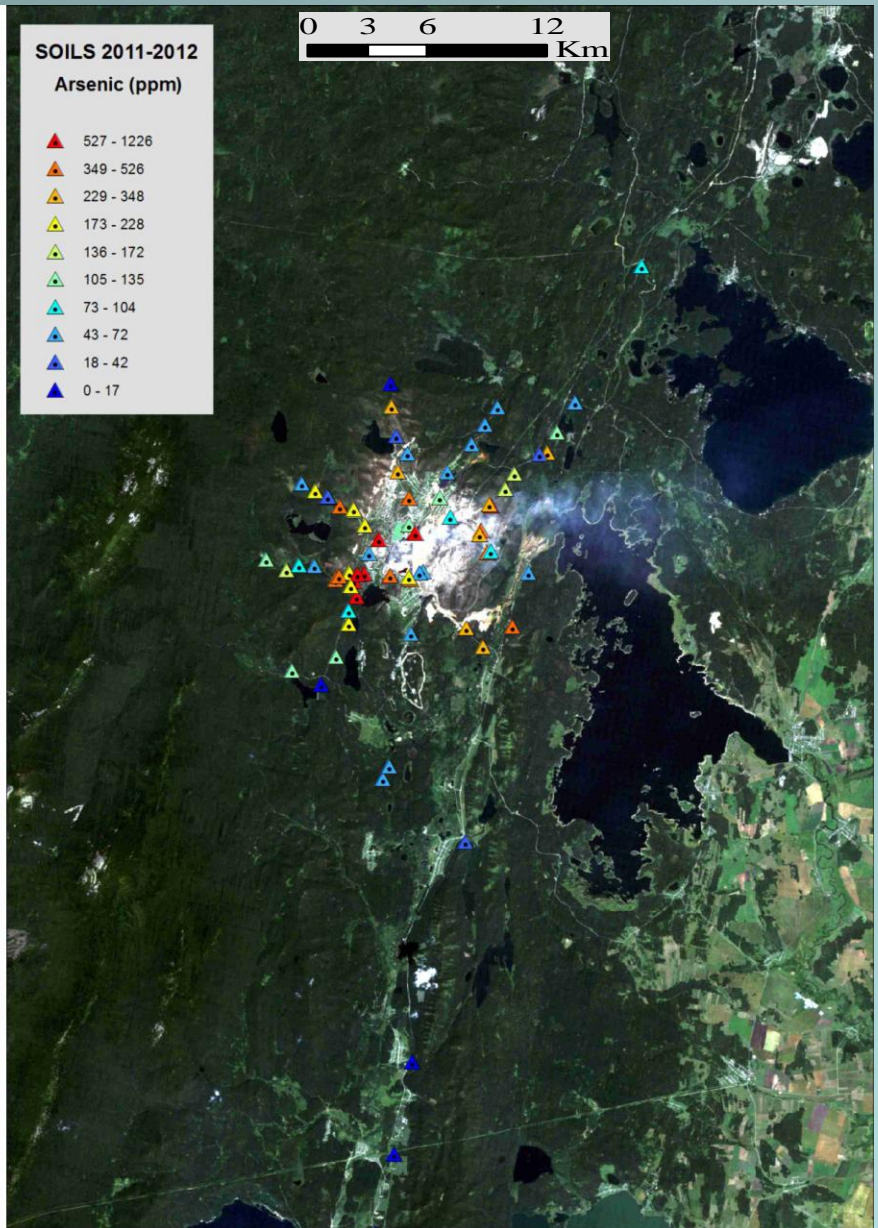 0 3 6 12
Km
SOILS 2011-2012
Arsenic (ppm)
527 - 1226
349 - 526
229 - 348
173 - 228
136 - 172
105 - 135
73 - 104
43 - 72
18 - 42
0 - 17